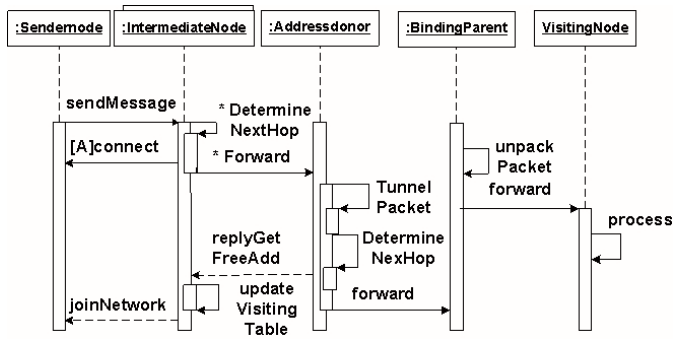 :Sendernode
:IntermediateNode
:Addressdonor
:BindingParent
VisitingNode
sendMessage
* Determine
NextHop
[A]connect
* Forward
unpack
Packet
forward
Tunnel
Packet
process
replyGet
FreeAdd
Determine
NexHop
joinNetwork
update
Visiting
Table
forward